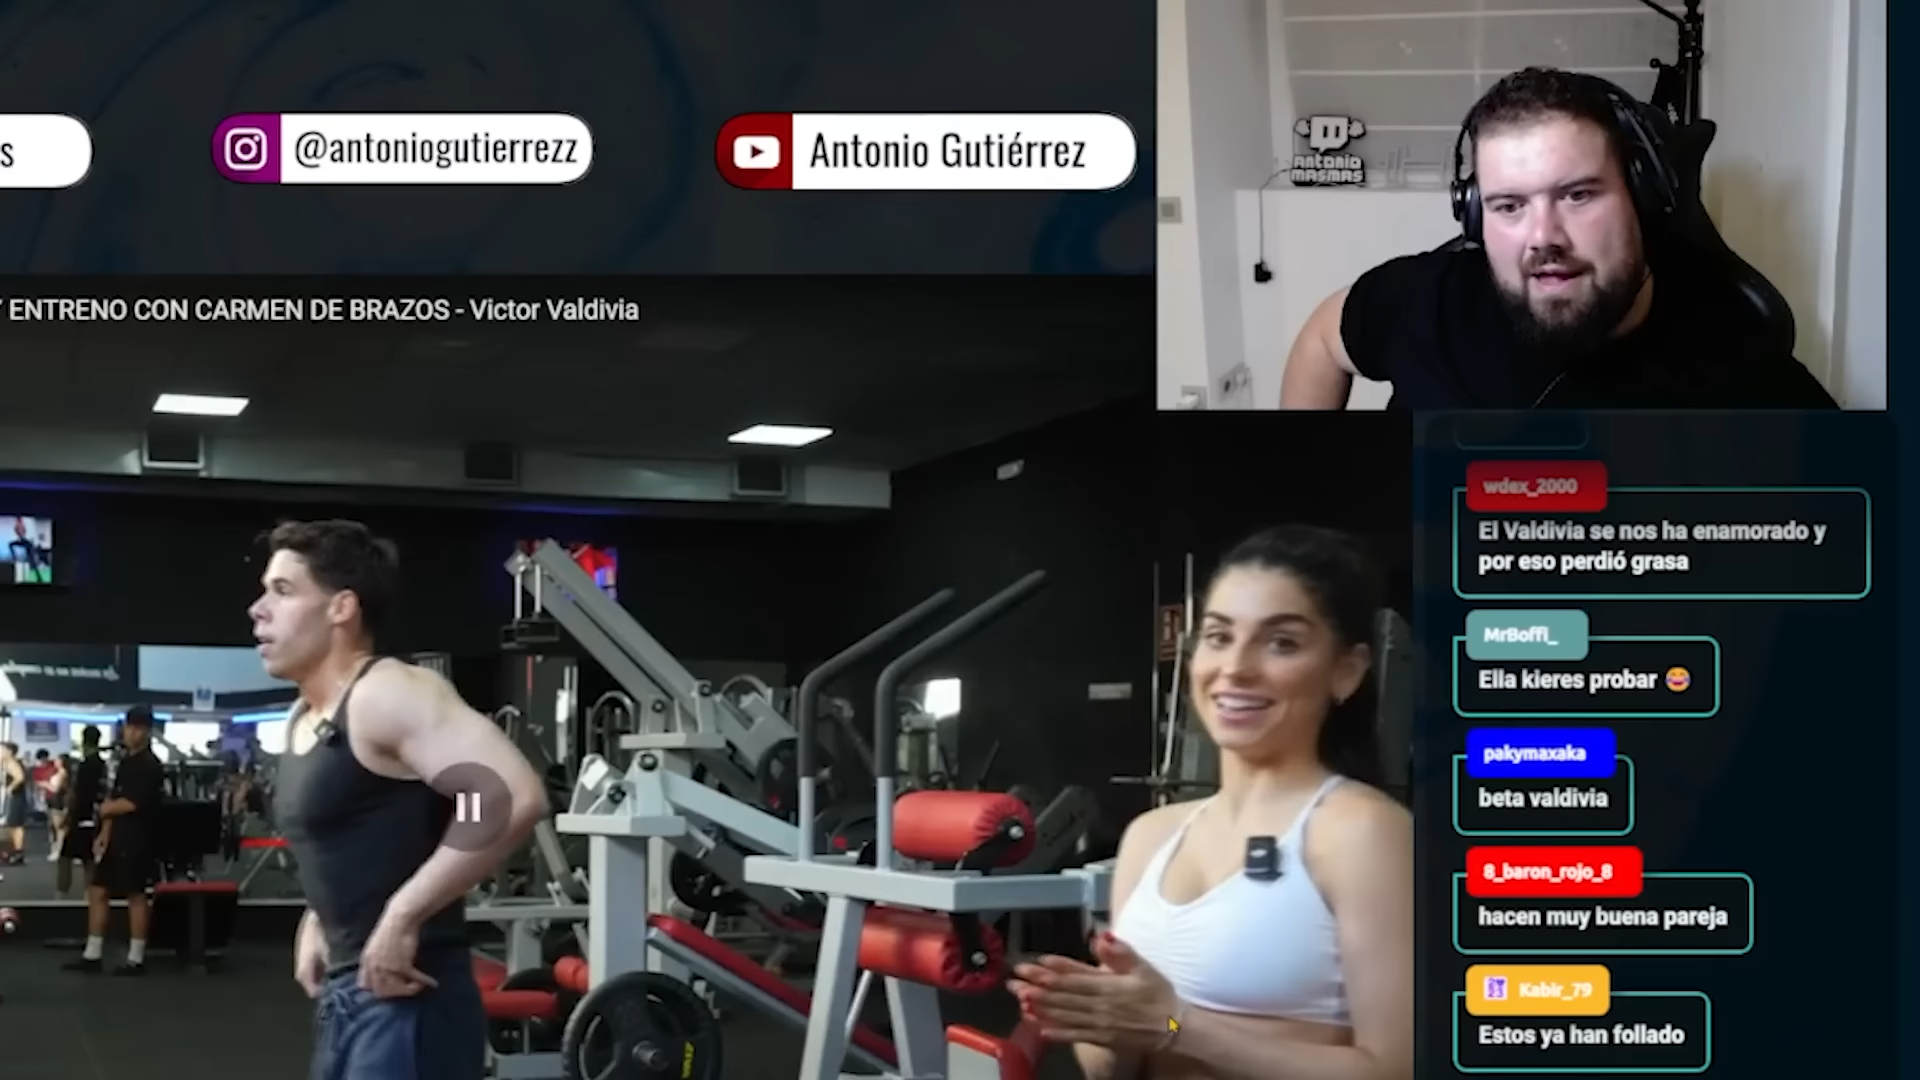 s
@antoniogutierrezz
Antonio Gutiérrez
ANTONIO
MASMAS
ENTRENO CON CARMEN DE BRAZOS - Victor Valdivia
wdex_2000
El Valdivia se nos ha enamorado y
por eso perdió grasa
MrBoffi_
Ella kieres probar 😂
pakymaxaka
beta valdivia
8_baron_rojo_8
hacen muy buena pareja
Kabir_79
Estos ya han follado